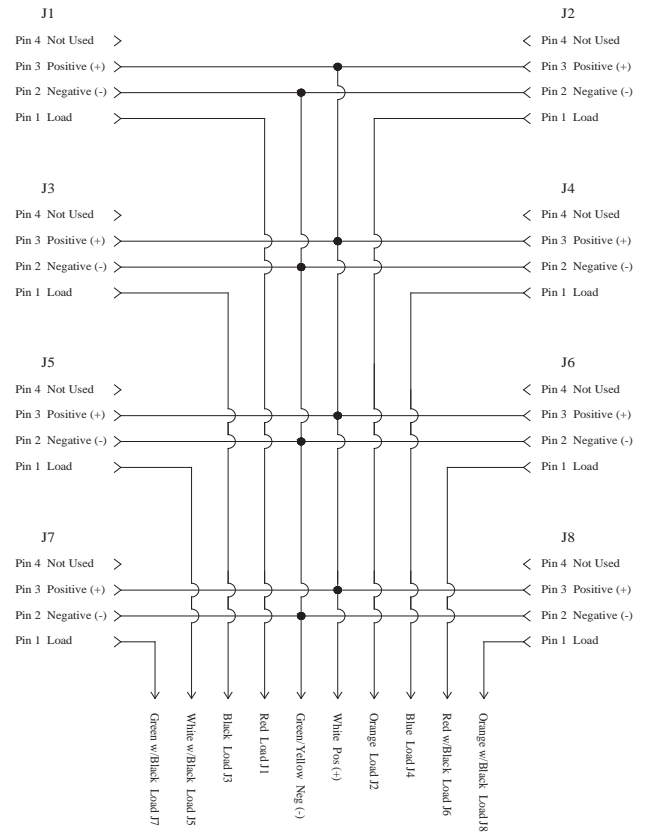 J1
Pin 4 Not Used
Pin 3 Positive (+)
Pin 2 Negative (-)
Pin 1 Load
J2
Pin 4 Not Used
Pin 3 Positive (+)
Pin 2 Negative (-)
Pin 1 Load
J3
Pin 4 Not Used
Pin 3 Positive (+)
Pin 2 Negative (-)
Pin 1 Load
J4
Pin 4 Not Used
Pin 3 Positive (+)
Pin 2 Negative (-)
Pin 1 Load
J5
Pin 4 Not Used
Pin 3 Positive (+)
Pin 2 Negative (-)
Pin 1 Load
J6
Pin 4 Not Used
Pin 3 Positive (+)
Pin 2 Negative (-)
Pin 1 Load
J7
Pin 4 Not Used
Pin 3 Positive (+)
Pin 2 Negative (-)
Pin 1 Load
J8
Pin 4 Not Used
Pin 3 Positive (+)
Pin 2 Negative (-)
Pin 1 Load
Green w/Black Load J7
White w/Black Load J5
Black Load J3
Red Load J1
Green/Yellow Neg (-)
White Pos (+)
Orange Load J2
Blue Load J4
Red w/Black Load J6
Orange w/Black Load J8